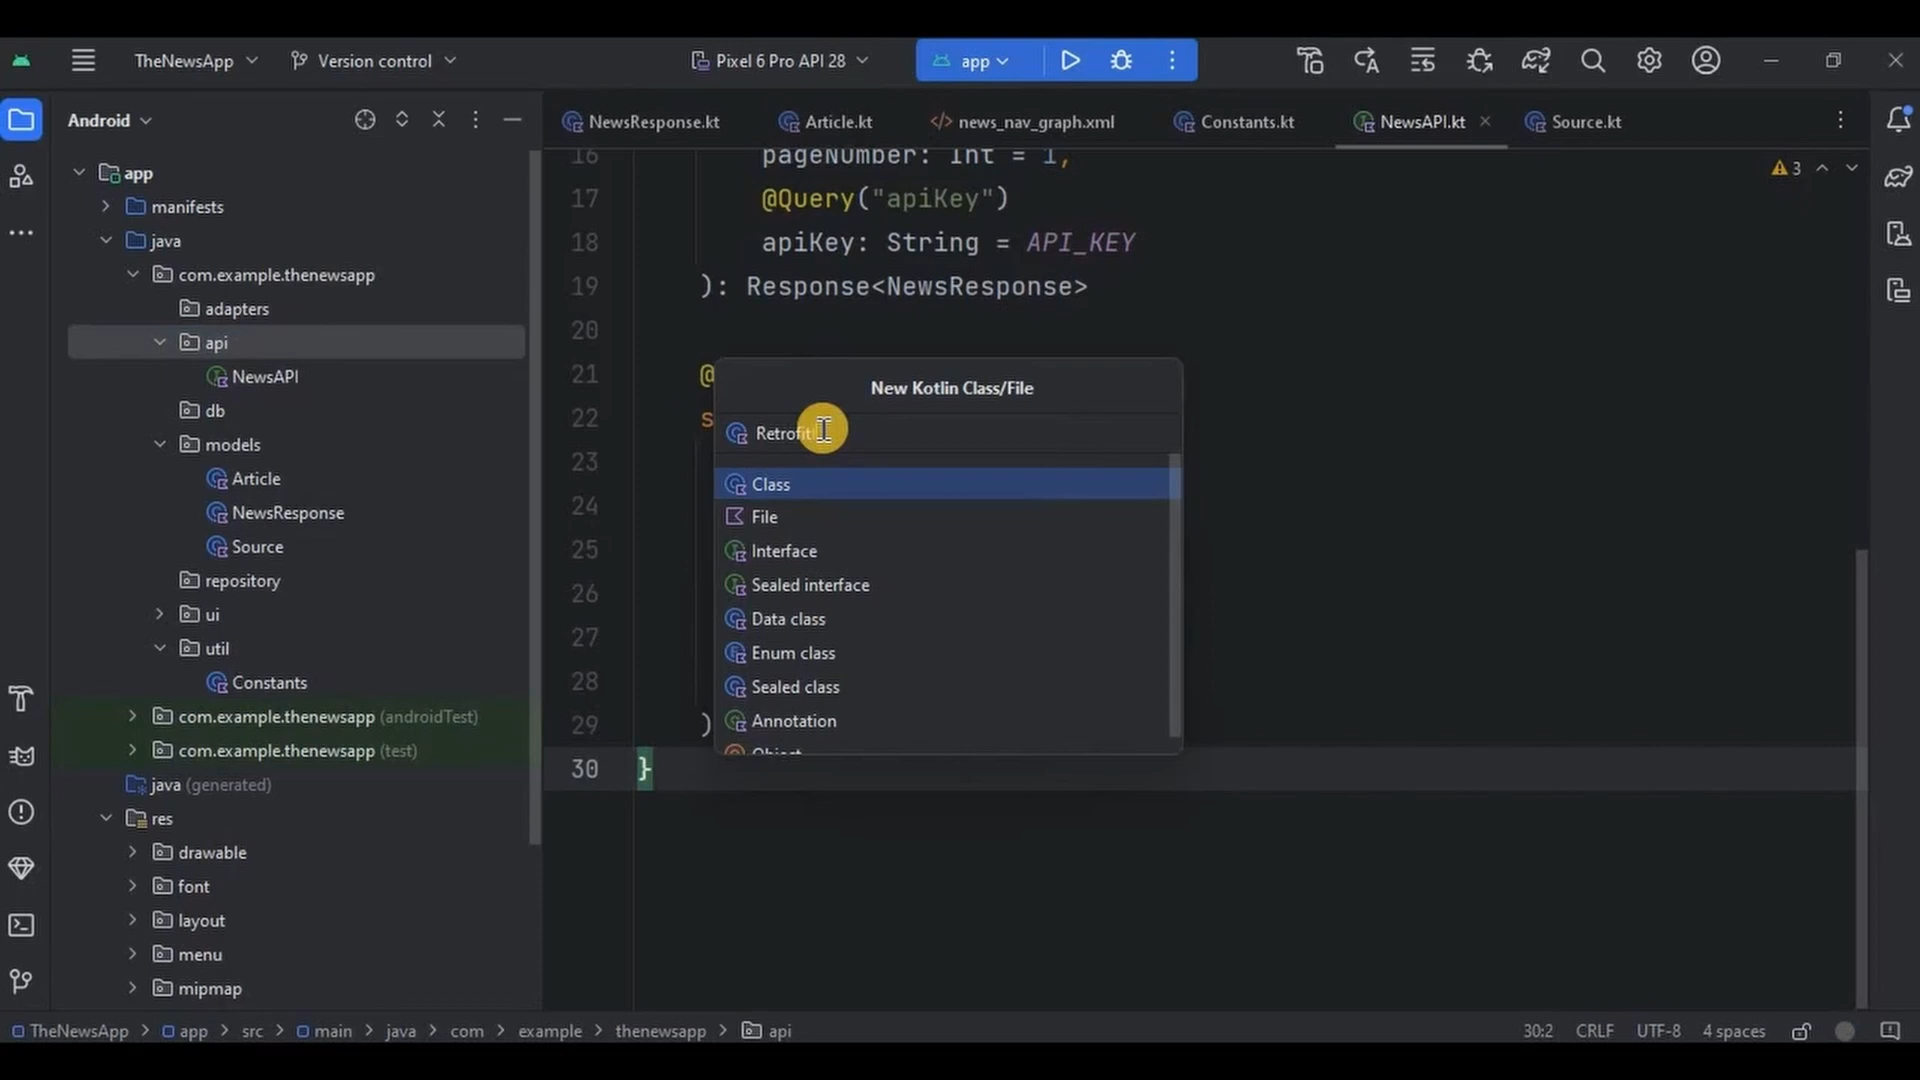 TheNewsApp
Version control
Pixel 6 Pro API 28
app
Android
NewsResponse.kt
Article.kt
</> news_nav_graph.xml
Constants.kt
NewsAPI.kt
Source.kt
app
manifests
java
com.example.thenewsapp
adapters
api
NewsAPI
db
models
Article
NewsResponse
Source
repository
ui
util
Constants
com.example.thenewsapp (androidTest)
com.example.thenewsapp (test)
java (generated)
res
drawable
font
layout
menu
mipmap
16 pageNumber: Int = 1,
17 @Query("apiKey")
18 apiKey: String = API_KEY
19 ): Response<NewsResponse>
20
21 @
22 s
23
24
25
26
27
28
29 )
30 }
3
New Kotlin Class/File
Retrofit
Class
File
Interface
Sealed interface
Data class
Enum class
Sealed class
Annotation
Object
TheNewsApp > app > src > main > java > com > example > thenewsapp > api
30:2 CRLF UTF-8 4 spaces